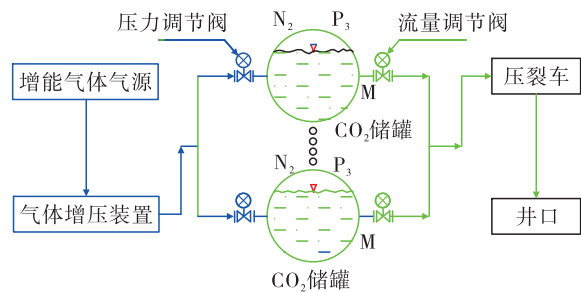 压力调节阀
N₂ P₃
流量调节阀
增能气体气源
M
压裂车
CO₂储罐
N₂ P₃
气体增压装置
M
井口
CO₂储罐